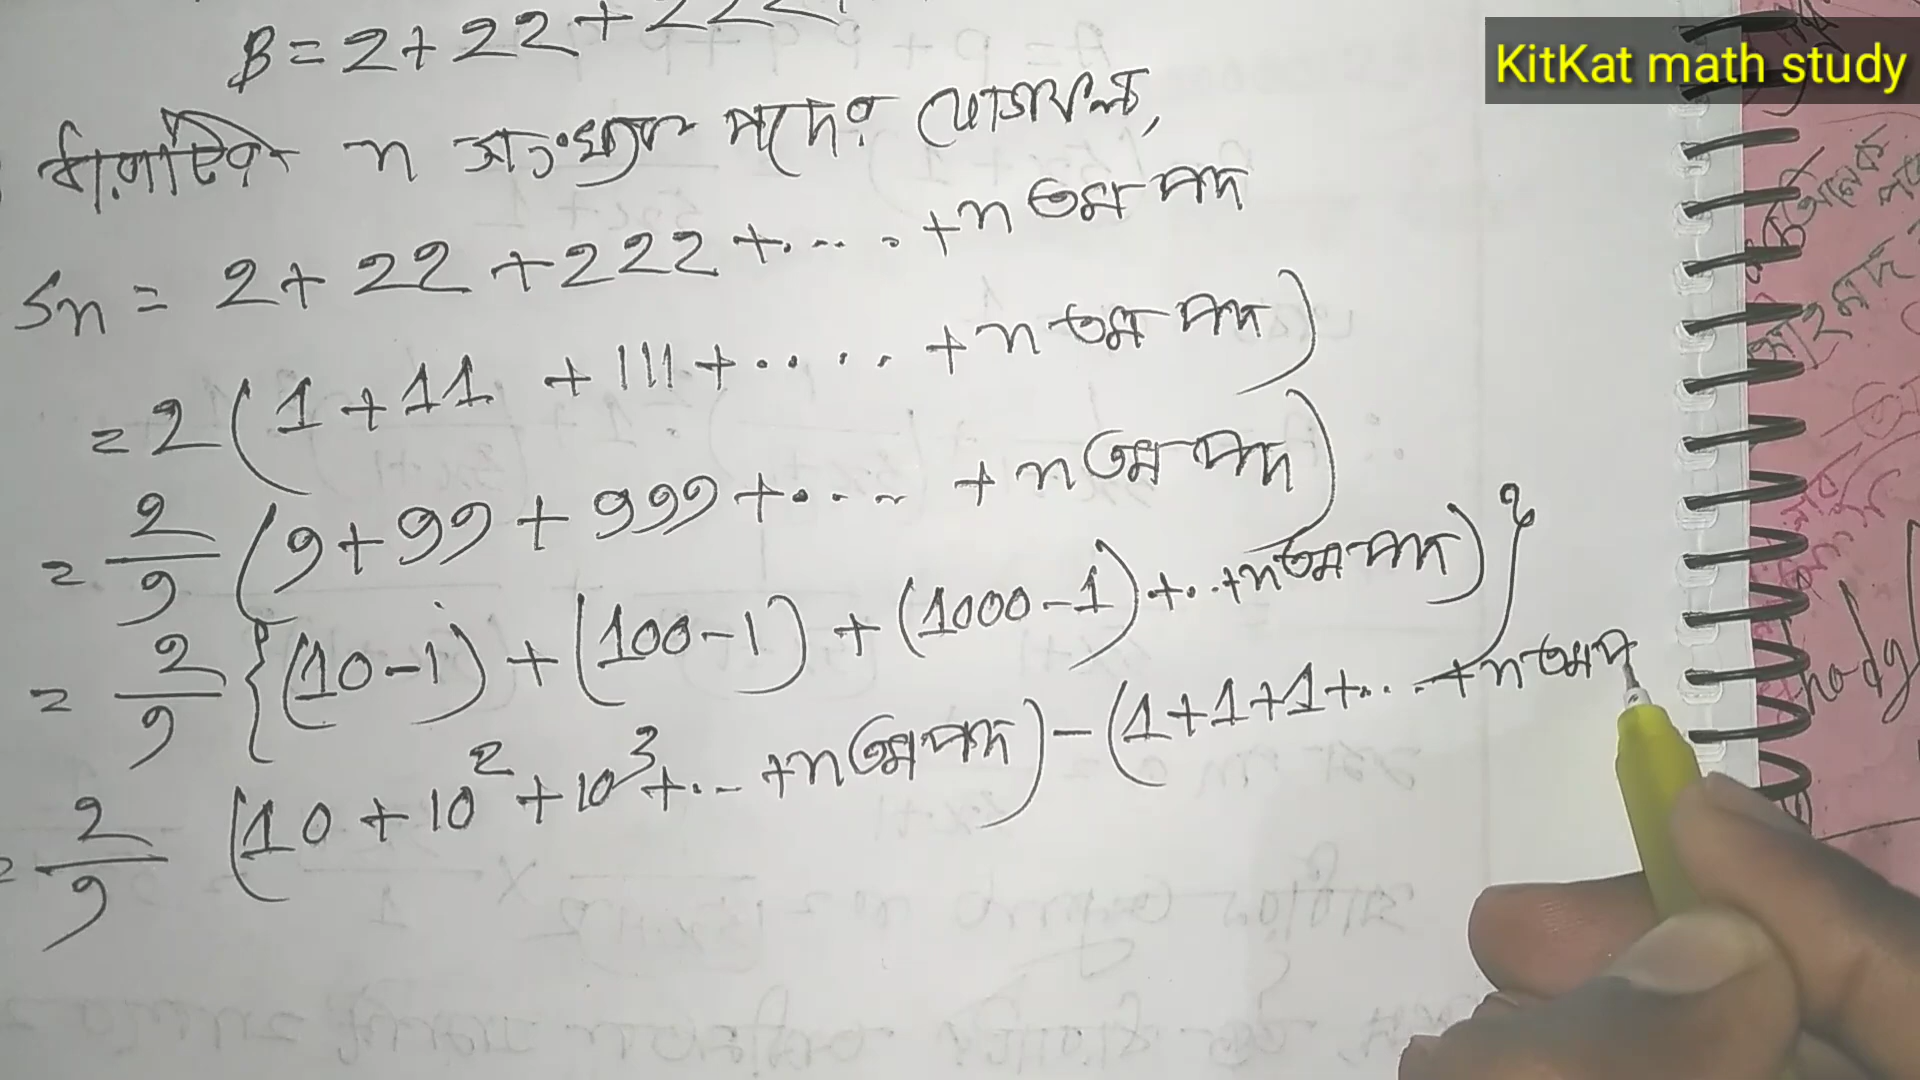 KitKat math study
B = 2 + 22 + 222
ধারাটির n সংখ্যক পদের যোগফল,
Sn = 2 + 22 + 222 + .... + n তম পদ
= 2 (1 + 11 + 111 + ..... + n তম পদ)
= 2/9 (9 + 99 + 999 + .... + n তম পদ)
= 2/9 {(10 - 1) + (100 - 1) + (1000 - 1) + .. + n তম পদ)}
= 2/9 (10 + 10² + 10³ + ... + n তম পদ) - (1 + 1 + 1 + ... + n তম প